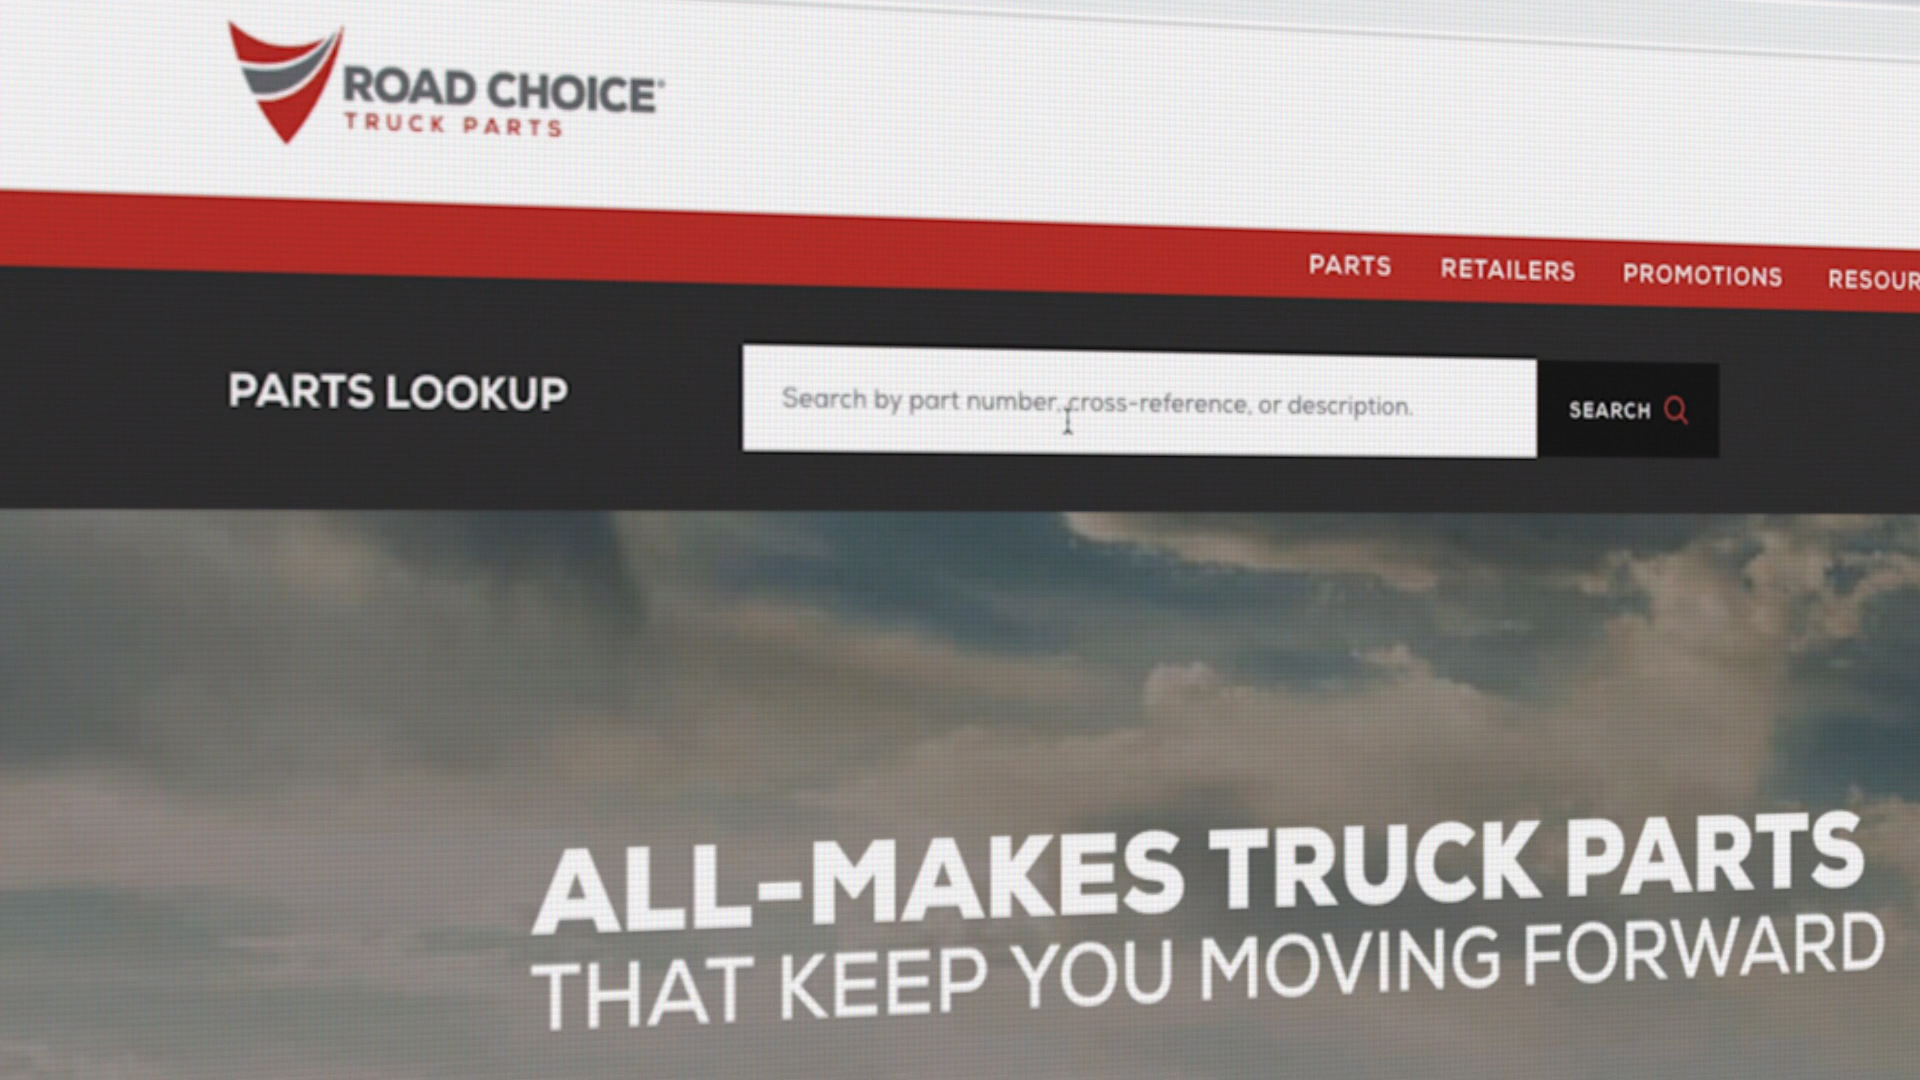 ROAD CHOICE
TRUCK PARTS
PARTS RETAILERS PROMOTIONS RESOUR
PARTS LOOKUP
Search by part number, cross-reference, or description.
SEARCH
ALL-MAKES TRUCK PARTS
THAT KEEP YOU MOVING FORWARD